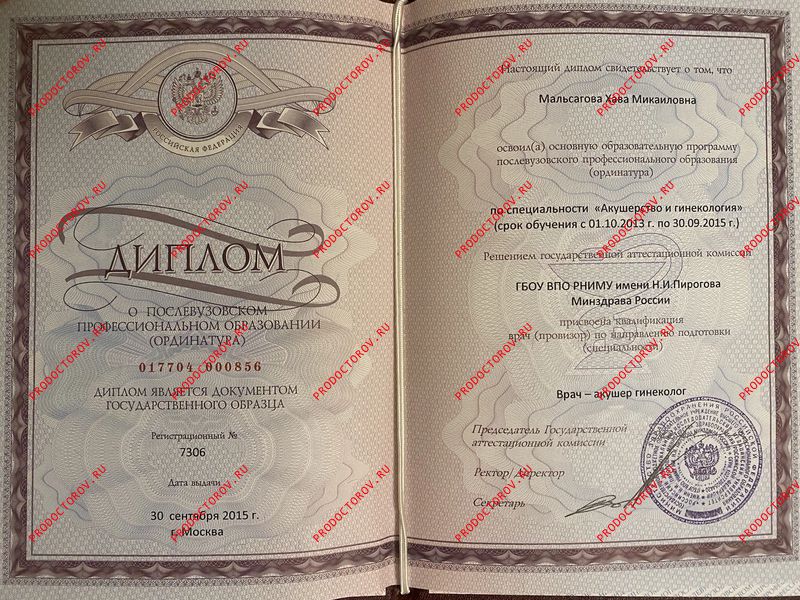 РОССИЙСКАЯ ФЕДЕРАЦИЯ
ДИПЛОМ
О ПОСЛЕВУЗОВСКОМ
ПРОФЕССИОНАЛЬНОМ ОБРАЗОВАНИИ
(ОРДИНАТУРА)
017704 000856
ДИПЛОМ ЯВЛЯЕТСЯ ДОКУМЕНТОМ
ГОСУДАРСТВЕННОГО ОБРАЗЦА
Регистрационный №
7306
Дата выдачи
30 сентября 2015 г.
г. Москва
Настоящий диплом свидетельствует о том, что
Мальсагова Хава Микаиловна
освоил(а) основную образовательную программу
послевузовского профессионального образования
(ординатура)
по специальности «Акушерство и гинекология»
(срок обучения с 01.10.2013 г. по 30.09.2015 г.)
Решением государственной аттестационной комиссии
ГБОУ ВПО РНИМУ имени Н.И.Пирогова
Минздрава России
присвоена квалификация
врач (провизор) по направлению подготовки
(специальности)
Врач – акушер гинеколог
Председатель Государственной
аттестационной комиссии
Ректор/Директор
Секретарь
PRODOCTOROV.RU